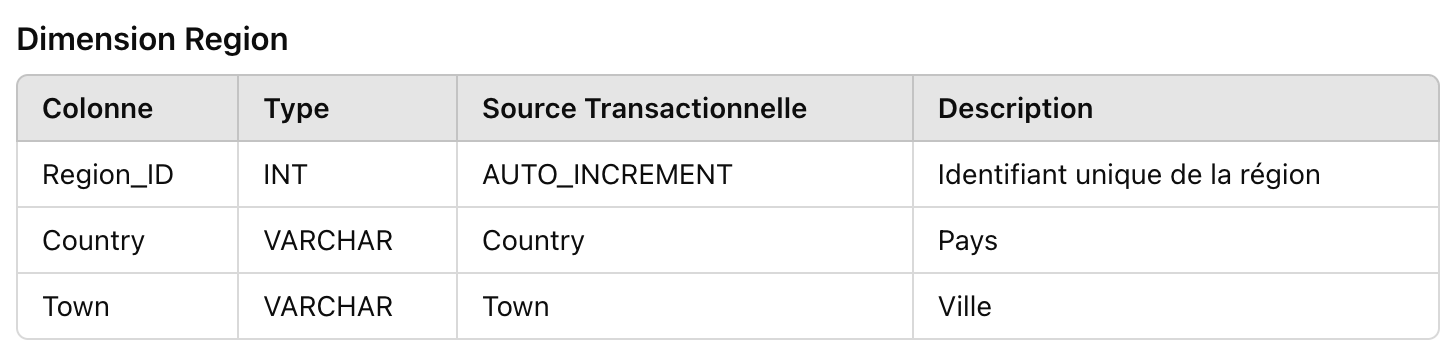 Dimension Region
Colonne Type Source Transactionnelle Description
Region_ID INT AUTO_INCREMENT Identifiant unique de la région
Country VARCHAR Country Pays
Town VARCHAR Town Ville